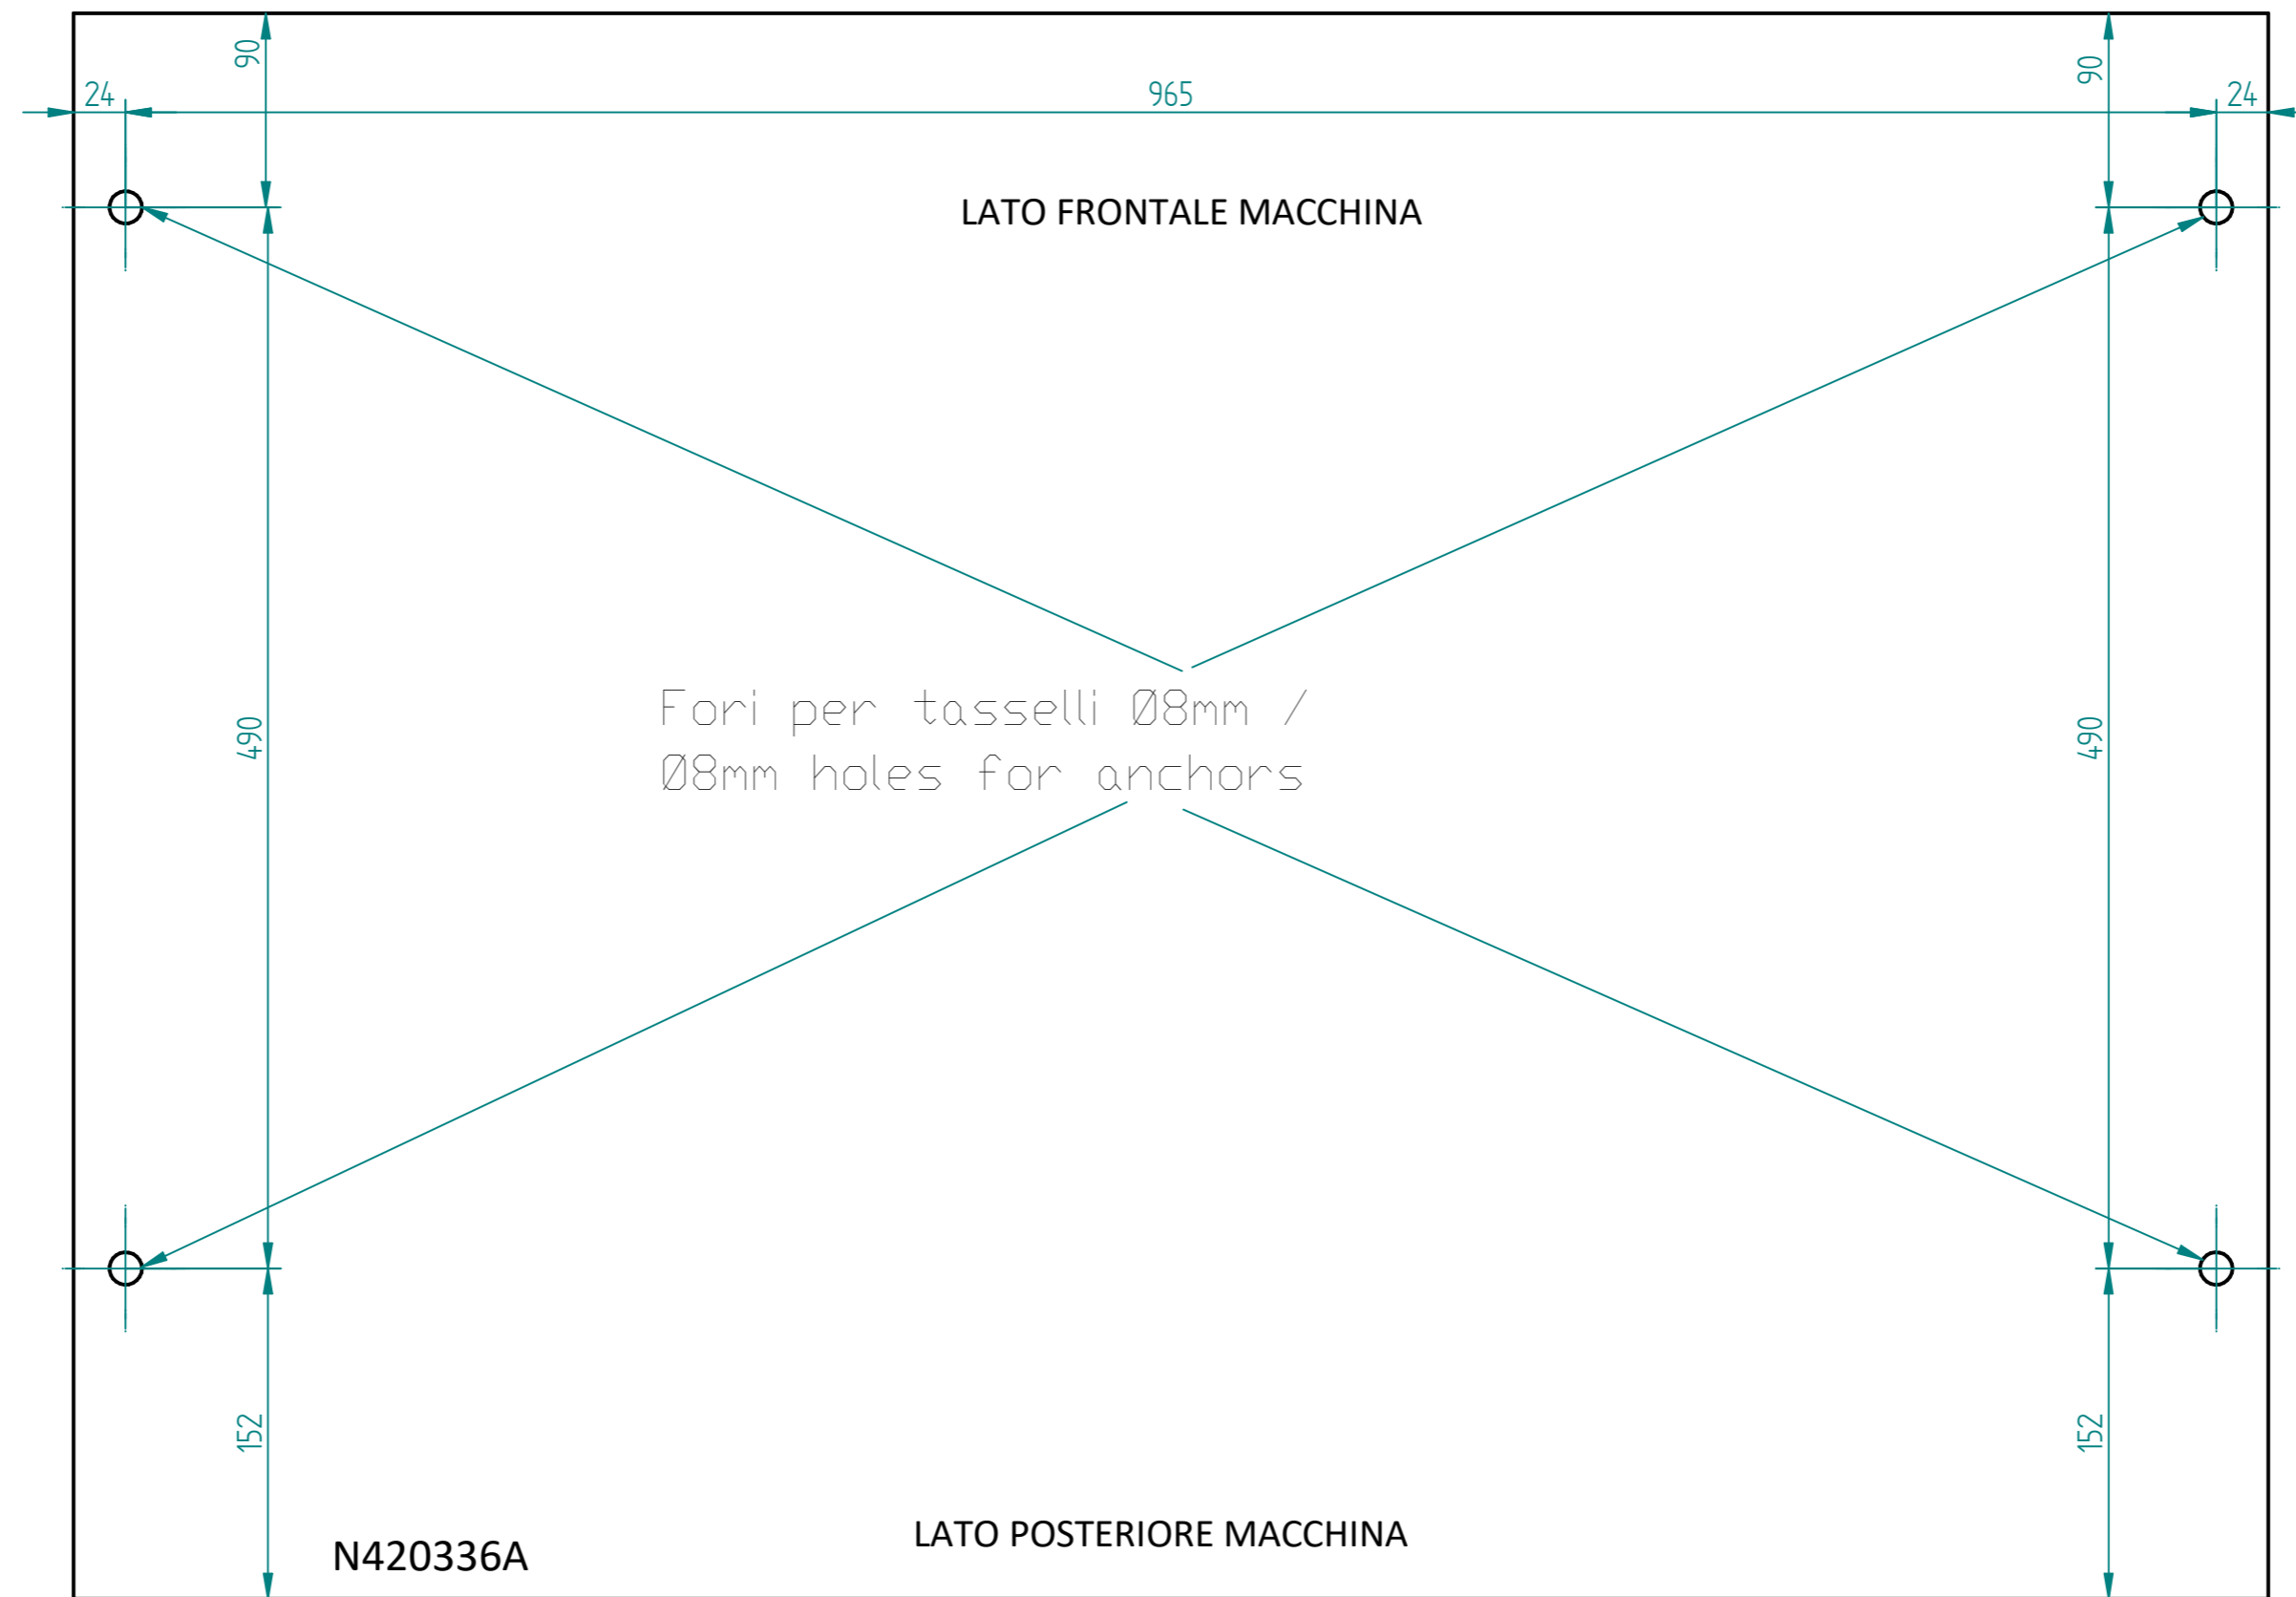 90
90
24
965
24
LATO FRONTALE MACCHINA
Fori per tasselli Ø8mm /
Ø8mm holes for anchors
490
490
152
152
LATO POSTERIORE MACCHINA
N420336A